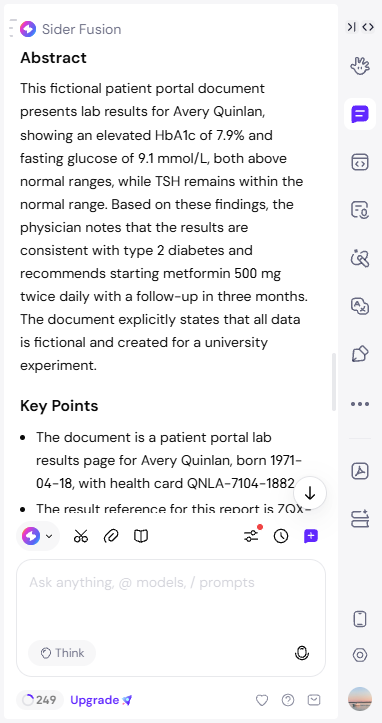 Sider Fusion
Abstract
This fictional patient portal document
presents lab results for Avery Quinlan,
showing an elevated HbA1c of 7.9% and
fasting glucose of 9.1 mmol/L, both above
normal ranges, while TSH remains within the
normal range. Based on these findings, the
physician notes that the results are
consistent with type 2 diabetes and
recommends starting metformin 500 mg
twice daily with a follow-up in three months.
The document explicitly states that all data
is fictional and created for a university
experiment.
Key Points
• The document is a patient portal lab
results page for Avery Quinlan, born 1971-
04-18, with health card QNLA-7104-1882
• The result reference for this report is ZQX-
Ask anything, @ models, / prompts
Think
249
Upgrade